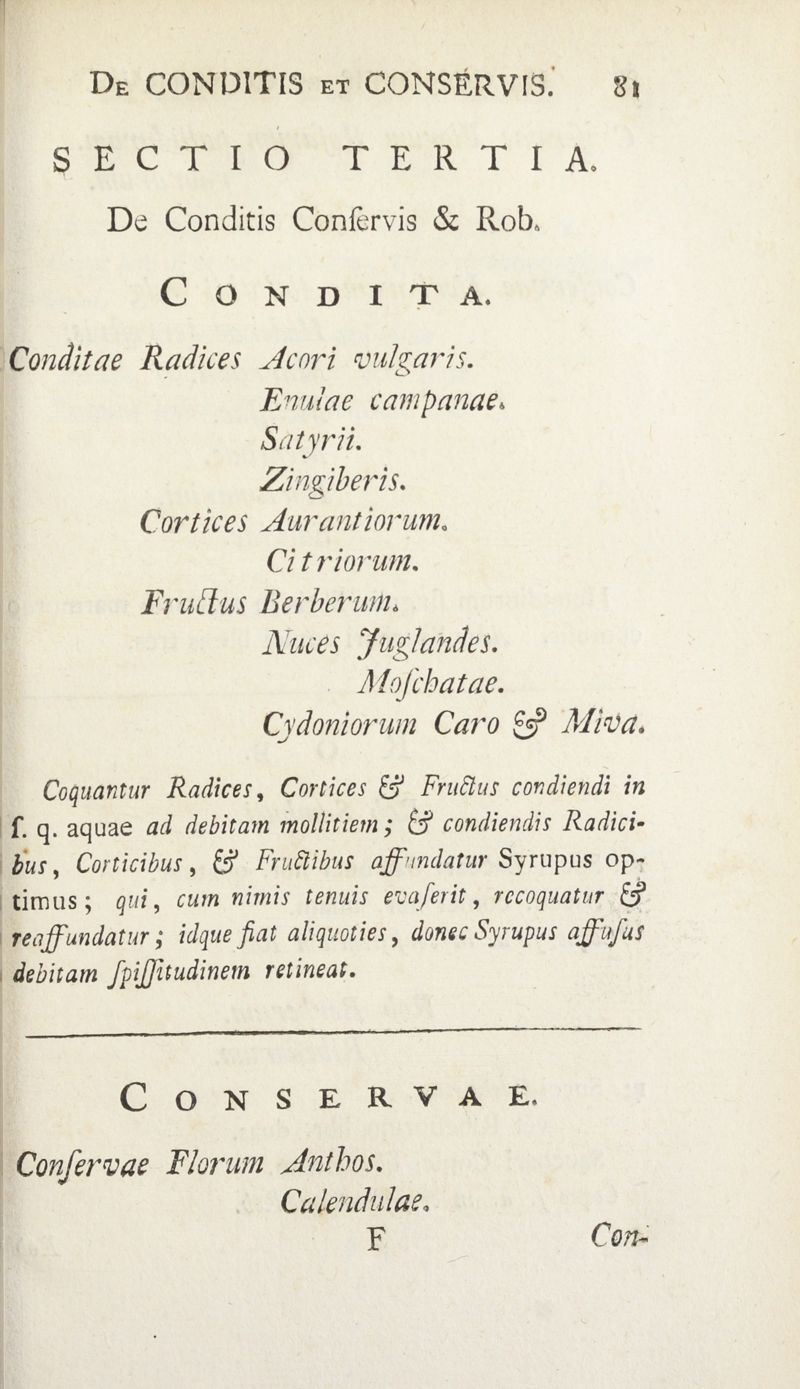 De CONDITIS ET CONSERVIS. 81
SECTIO TERTIA.
De Conditis Conſervis & Rob.
CONDITA.
Conditae Radices Acori vulgaris.
Enulae campanae.
Satyrii.
Zingiberis.
Cortices Aurantiorum.
Citriorum.
Fructus Berberum.
Nuces Juglandes.
Moſchatae.
Cydoniorum Caro & Miva.
Coquantur Radices, Cortices & Fructus condiendi in
ſ. q. aquae ad debitam mollitiem; & condiendis Radici-
bus, Corticibus, & Fructibus affundatur Syrupus op-
timus; qui, cum nimis tenuis evaſerit, recoquatur &
reaffundatur; idque fiat aliquoties, donec Syrupus affuſus
debitam ſpiſſitudinem retineat.
CONSERVAE.
Conſervae Florum Anthos.
Calendulae.
F Con-